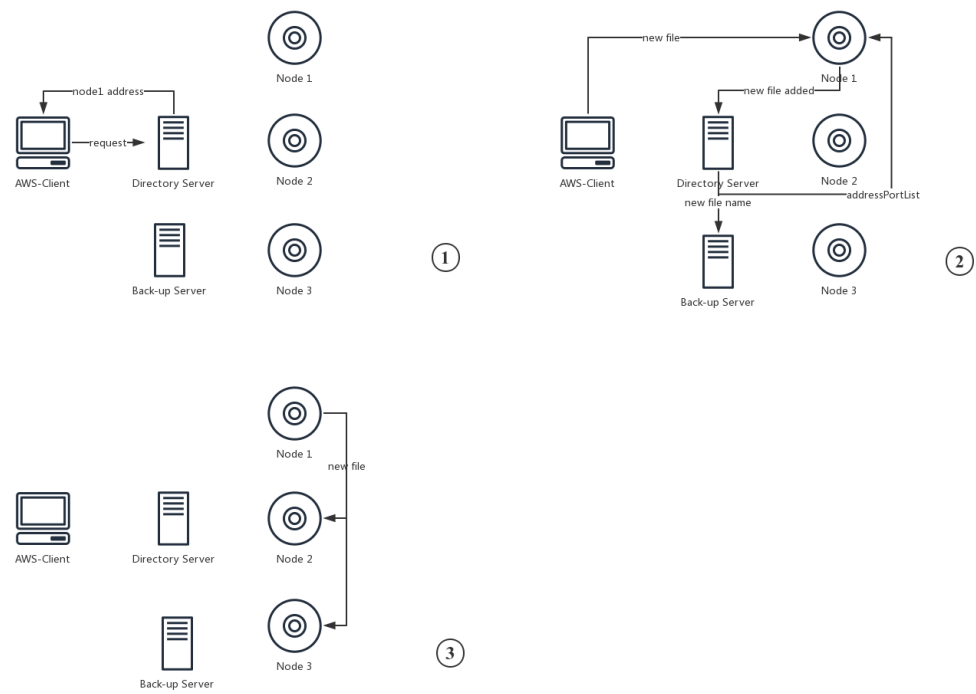 Node 1
node1 address
request
AWS-Client
Directory Server
Node 2
Back-up Server
Node 3
1
new file
Node 1
new file added
AWS-Client
Directory Server
Node 2
addressPortList
new file name
Back-up Server
Node 3
2
Node 1
new file
AWS-Client
Directory Server
Node 2
Back-up Server
Node 3
3